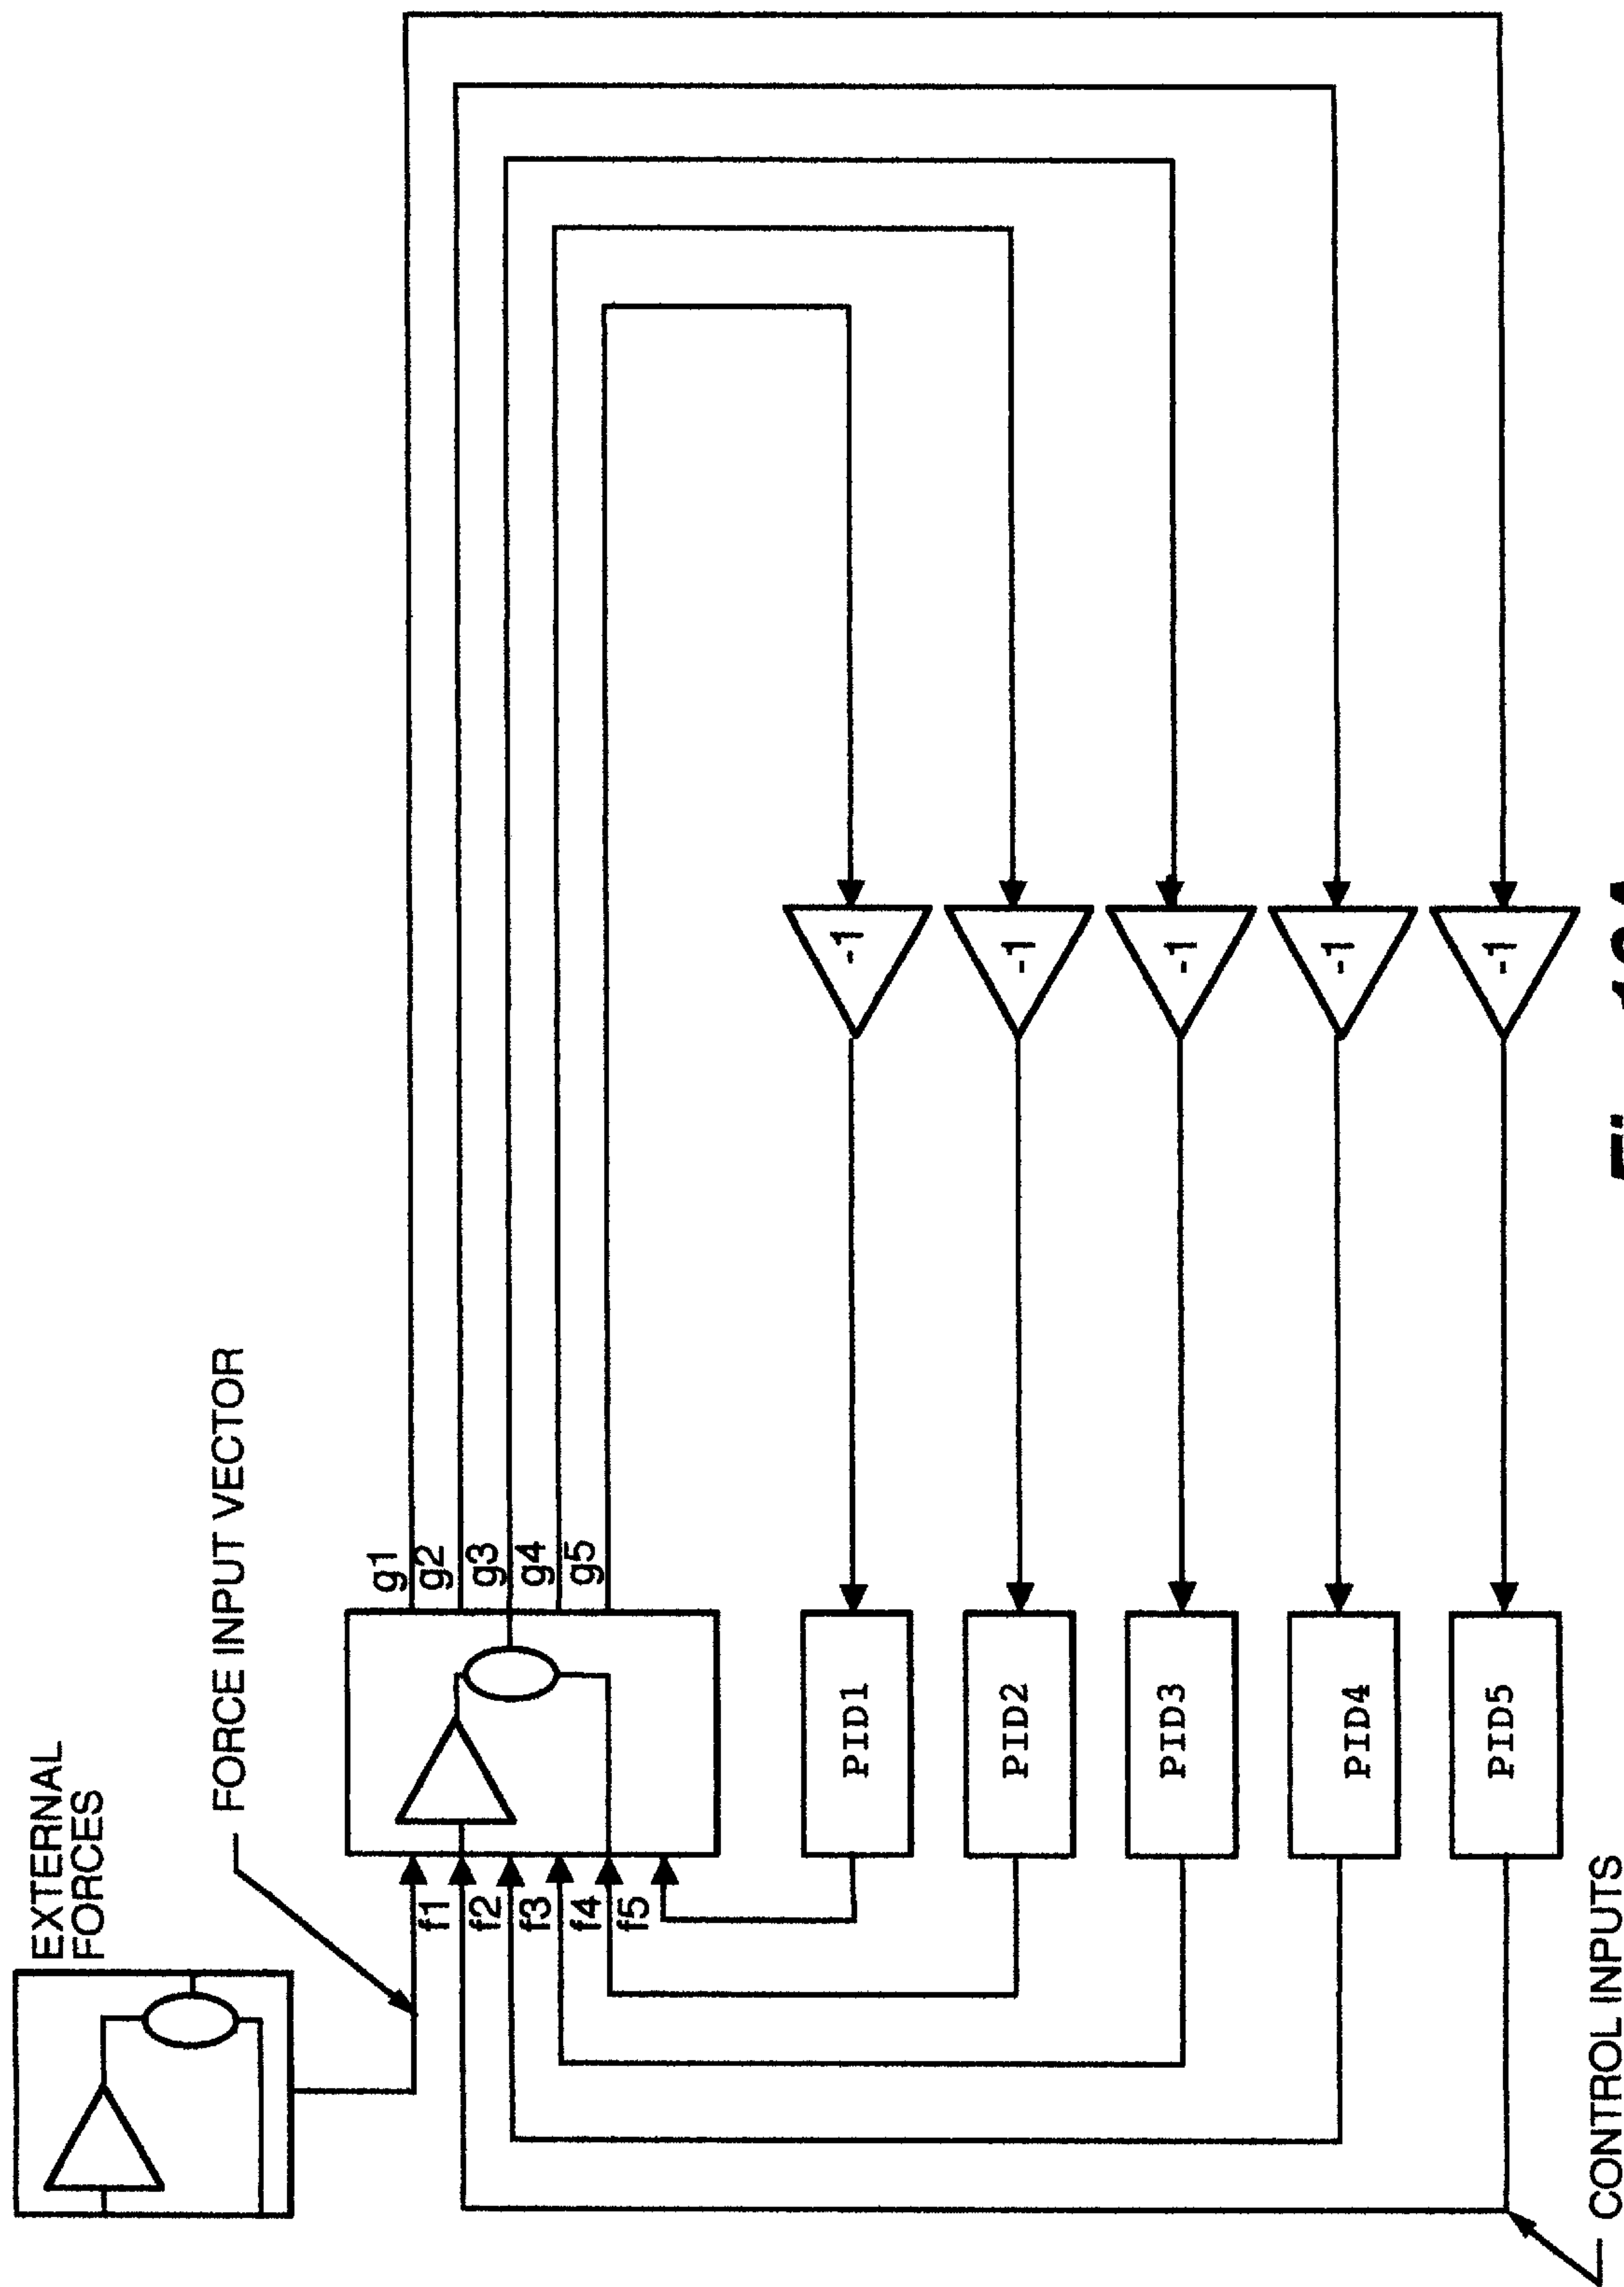 EXTERNAL
FORCES
FORCE INPUT VECTOR
f1
f2
f3
f4
f5
g1
g2
g3
g4
g5
PID1
-1
PID2
-1
PID3
-1
PID4
-1
PID5
-1
CONTROL INPUTS